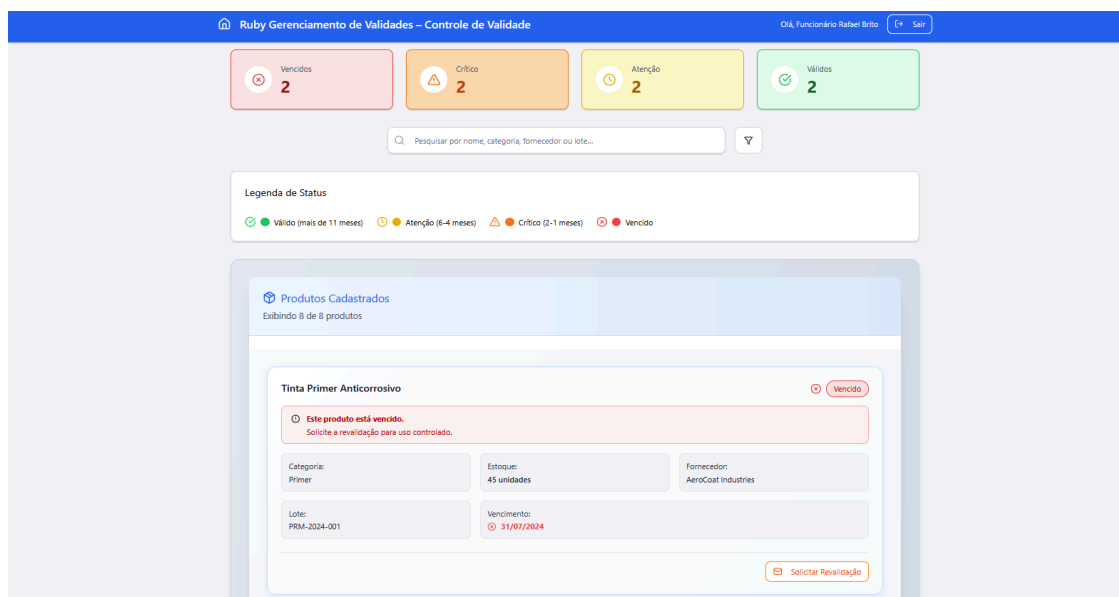 Ruby Gerenciamento de Validades – Controle de Validade
Olá, Funcionário Rafael Brito
Sair
Vencidos
2
Crítico
2
Atenção
2
Válidos
2
Pesquisar por nome, categoria, fornecedor ou lote...
Legenda de Status
Válido (mais de 11 meses)
Atenção (6-4 meses)
Crítico (2-1 meses)
Vencido
Produtos Cadastrados
Exibindo 8 de 8 produtos
Tinta Primer Anticorrosivo
Vencido
Este produto está vencido.
Solicite a revalidação para uso controlado.
Categoria:
Primer
Estoque:
45 unidades
Fornecedor:
AeroCoat Industries
Lote:
PRM-2024-001
Vencimento:
31/07/2024
Solicitar Revalidação